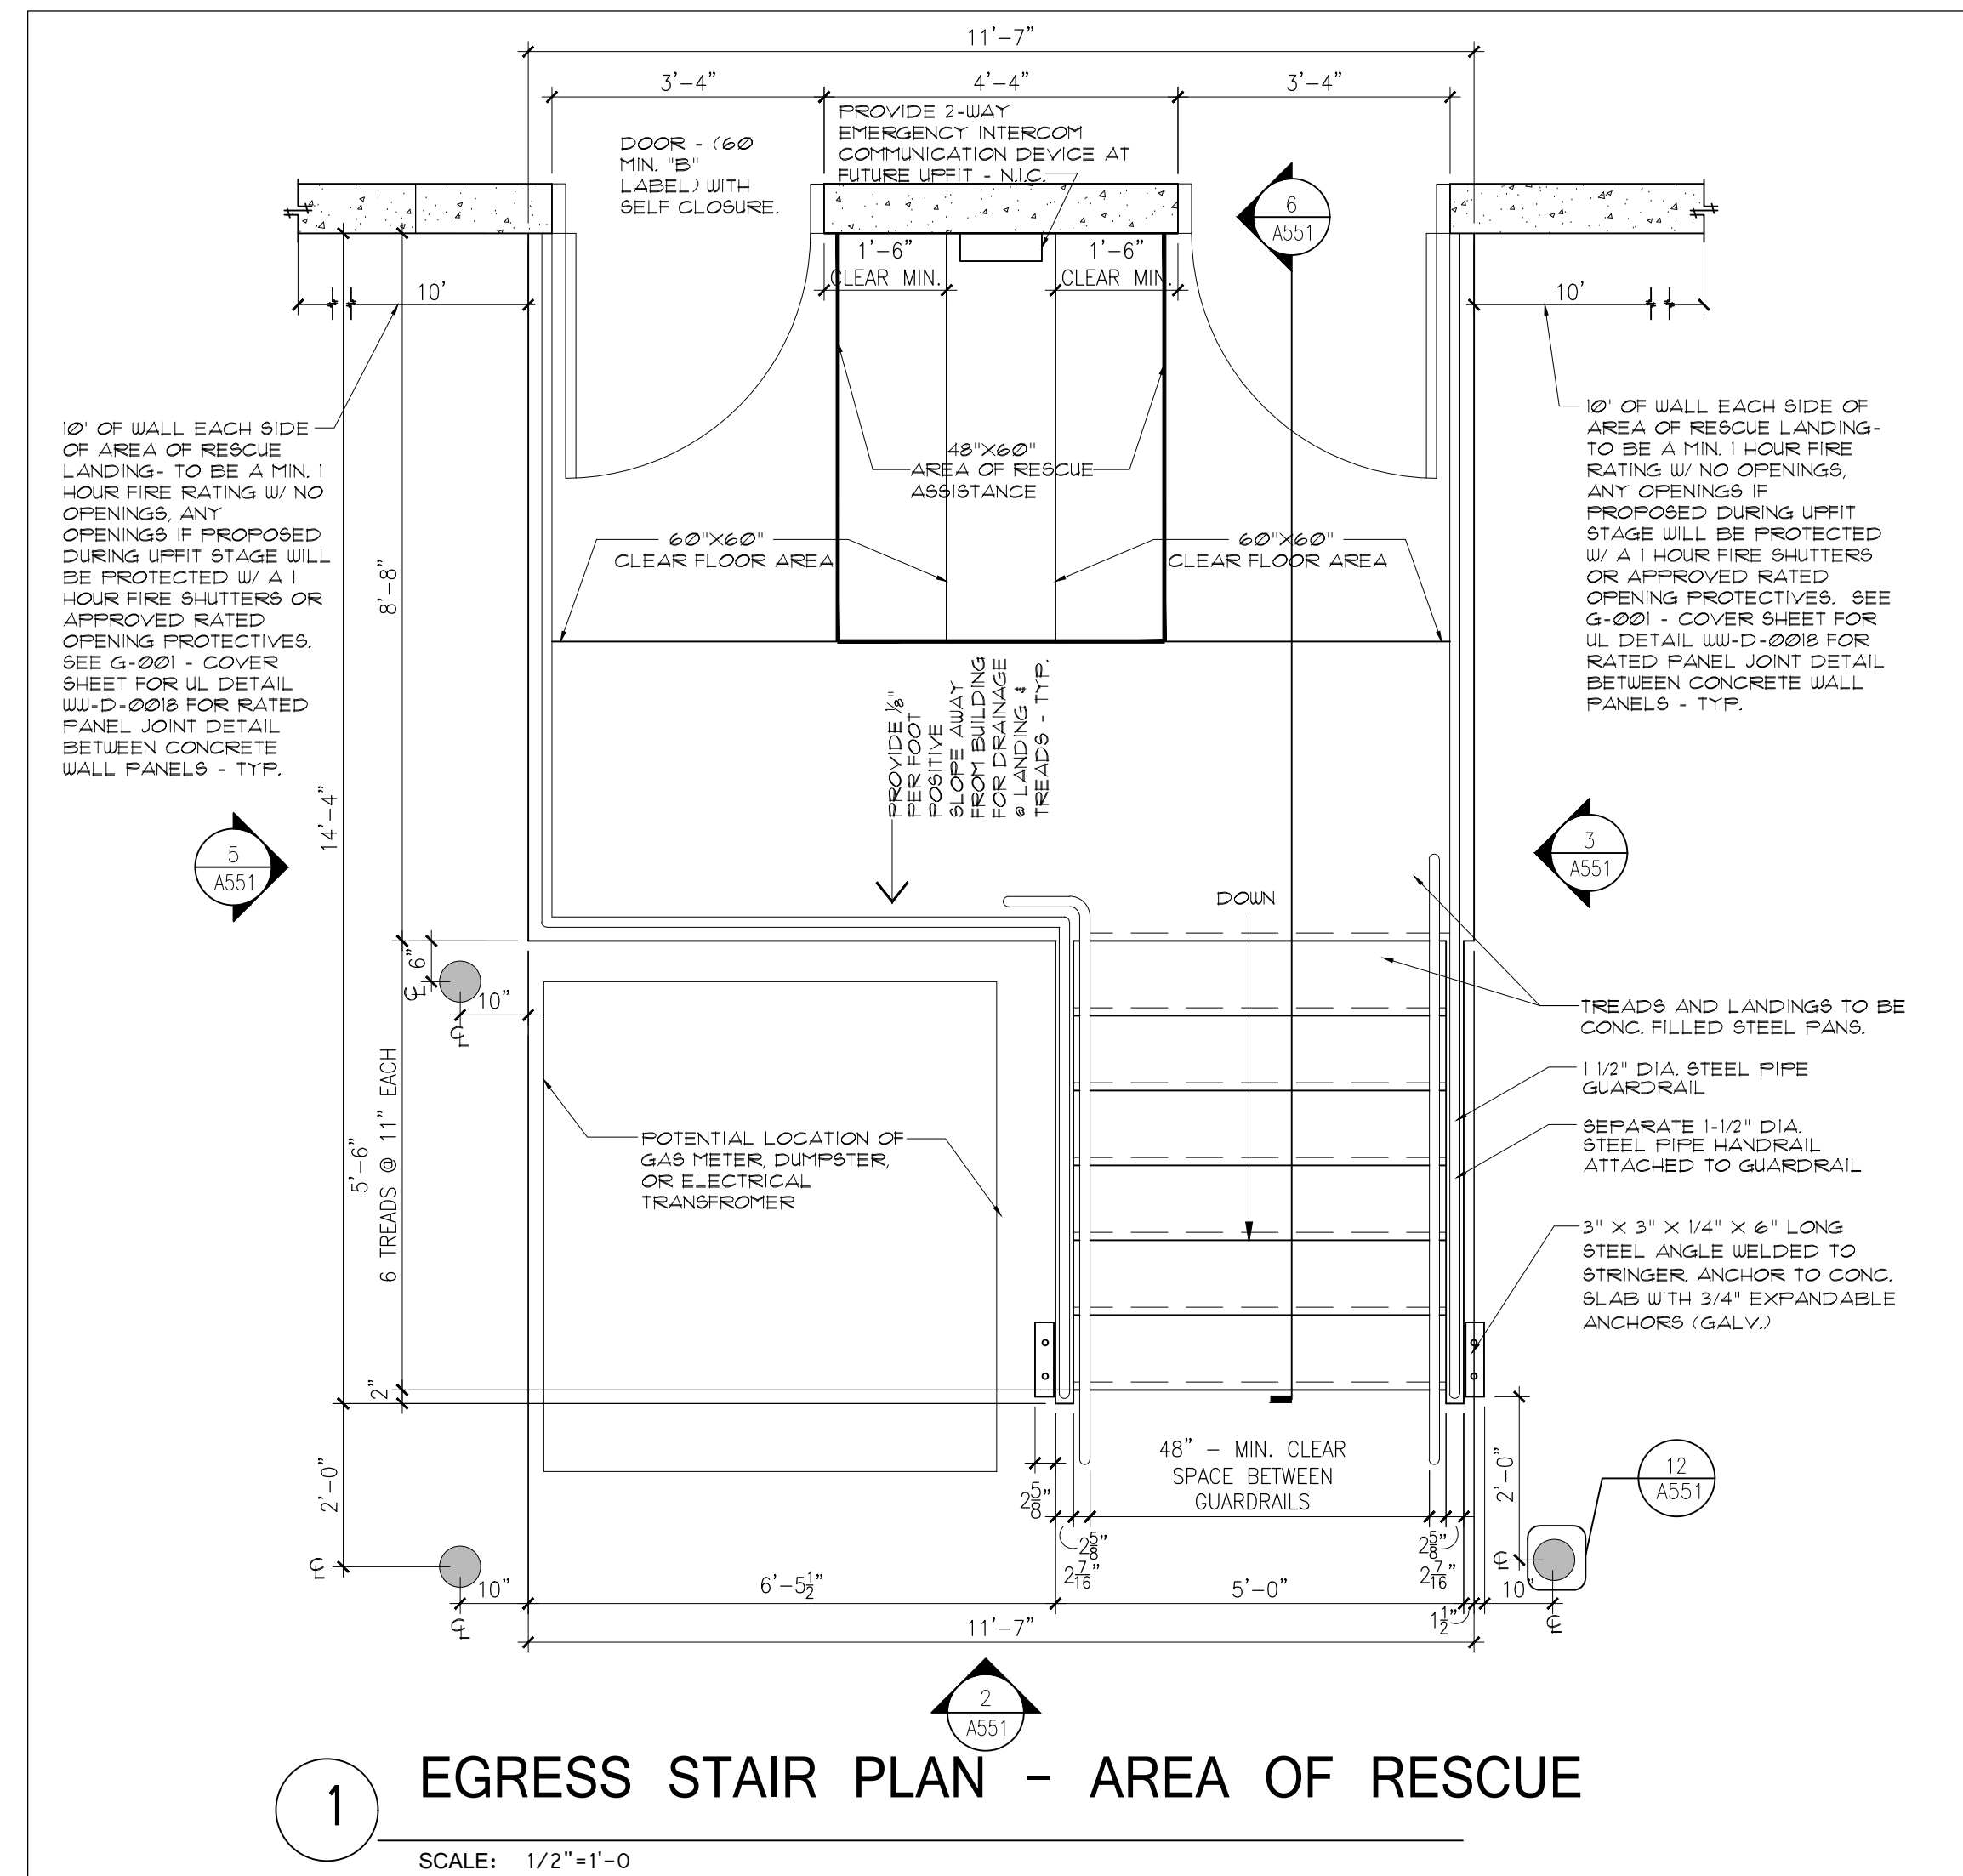 11'-7"
3'-4"
4'-4"
3'-4"
DOOR - (60
MIN. "B"
LABEL) WITH
SELF CLOSURE.
PROVIDE 2-WAY
EMERGENCY INTERCOM
COMMUNICATION DEVICE AT
FUTURE UPFIT - N.I.C.
6
A551
1'-6"
CLEAR MIN.
1'-6"
CLEAR MIN.
10'
10'
10' OF WALL EACH SIDE
OF AREA OF RESCUE
LANDING- TO BE A MIN. 1
HOUR FIRE RATING W/ NO
OPENINGS, ANY
OPENINGS IF PROPOSED
DURING UPFIT STAGE WILL
BE PROTECTED W/ A 1
HOUR FIRE SHUTTERS OR
APPROVED RATED
OPENING PROTECTIVES.
SEE G-001 - COVER
SHEET FOR UL DETAIL
WW-D-0018 FOR RATED
PANEL JOINT DETAIL
BETWEEN CONCRETE
WALL PANELS - TYP.
10' OF WALL EACH SIDE OF
AREA OF RESCUE LANDING-
TO BE A MIN. 1 HOUR FIRE
RATING W/ NO OPENINGS,
ANY OPENINGS IF
PROPOSED DURING UPFIT
STAGE WILL BE PROTECTED
W/ A 1 HOUR FIRE SHUTTERS
OR APPROVED RATED
OPENING PROTECTIVES. SEE
G-001 - COVER SHEET FOR
UL DETAIL WW-D-0018 FOR
RATED PANEL JOINT DETAIL
BETWEEN CONCRETE WALL
PANELS - TYP.
48"X60"
AREA OF RESCUE
ASSISTANCE
60"X60"
CLEAR FLOOR AREA
60"X60"
CLEAR FLOOR AREA
8'-8"
14'-4"
PROVIDE 1/8"
PER FOOT
POSITIVE
SLOPE AWAY
FROM BUILDING
FOR DRAINAGE
@ LANDING &
TREADS - TYP.
5
A551
3
A551
DOWN
6"
10"
TREADS AND LANDINGS TO BE
CONC. FILLED STEEL PANS.
1 1/2" DIA. STEEL PIPE
GUARDRAIL
SEPARATE 1-1/2" DIA.
STEEL PIPE HANDRAIL
ATTACHED TO GUARDRAIL
3" X 3" X 1/4" X 6" LONG
STEEL ANGLE WELDED TO
STRINGER. ANCHOR TO CONC.
SLAB WITH 3/4" EXPANDABLE
ANCHORS (GALV.)
5'-6"
6 TREADS @ 11" EACH
POTENTIAL LOCATION OF
GAS METER, DUMPSTER,
OR ELECTRICAL
TRANSFROMER
2"
2'-0"
48" - MIN. CLEAR
SPACE BETWEEN
GUARDRAILS
2 5/8"
2 5/8"
2 7/16"
2 5/8"
2 7/16"
2'-0"
12
A551
10"
6'-5 1/2"
5'-0"
1 1/2"
10"
11'-7"
2
A551
1
EGRESS STAIR PLAN - AREA OF RESCUE
SCALE: 1/2"=1'-0